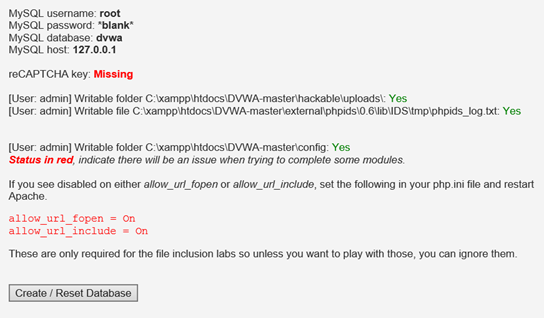 MySQL username: root
MySQL password: *blank*
MySQL database: dvwa
MySQL host: 127.0.0.1
reCAPTCHA key: Missing
[User: admin] Writable folder C:\xampp\htdocs\DVWA-master\hackable\uploads\: Yes
[User: admin] Writable file C:\xampp\htdocs\DVWA-master\external\phpids\0.6\lib\IDS\tmp\phpids_log.txt: Yes
[User: admin] Writable folder C:\xampp\htdocs\DVWA-master\config: Yes
Status in red, indicate there will be an issue when trying to complete some modules.
If you see disabled on either allow_url_fopen or allow_url_include, set the following in your php.ini file and restart
Apache.
allow_url_fopen = On
allow_url_include = On
These are only required for the file inclusion labs so unless you want to play with those, you can ignore them.
Create / Reset Database